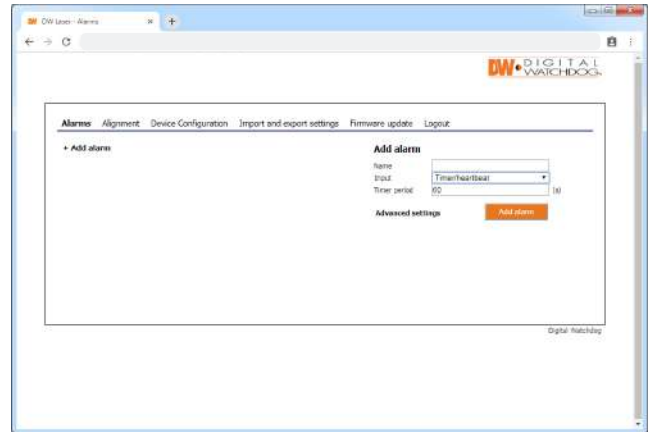 DW Laser - Alarms
DW DIGITAL WATCHDOG
Alarms Alignment Device Configuration Import and export settings Firmware update Logout
+ Add alarm
Add alarm
Name
Input Timer/heartbeat
Timer period 60 (s)
Advanced settings Add alarm
Digital Watchdog